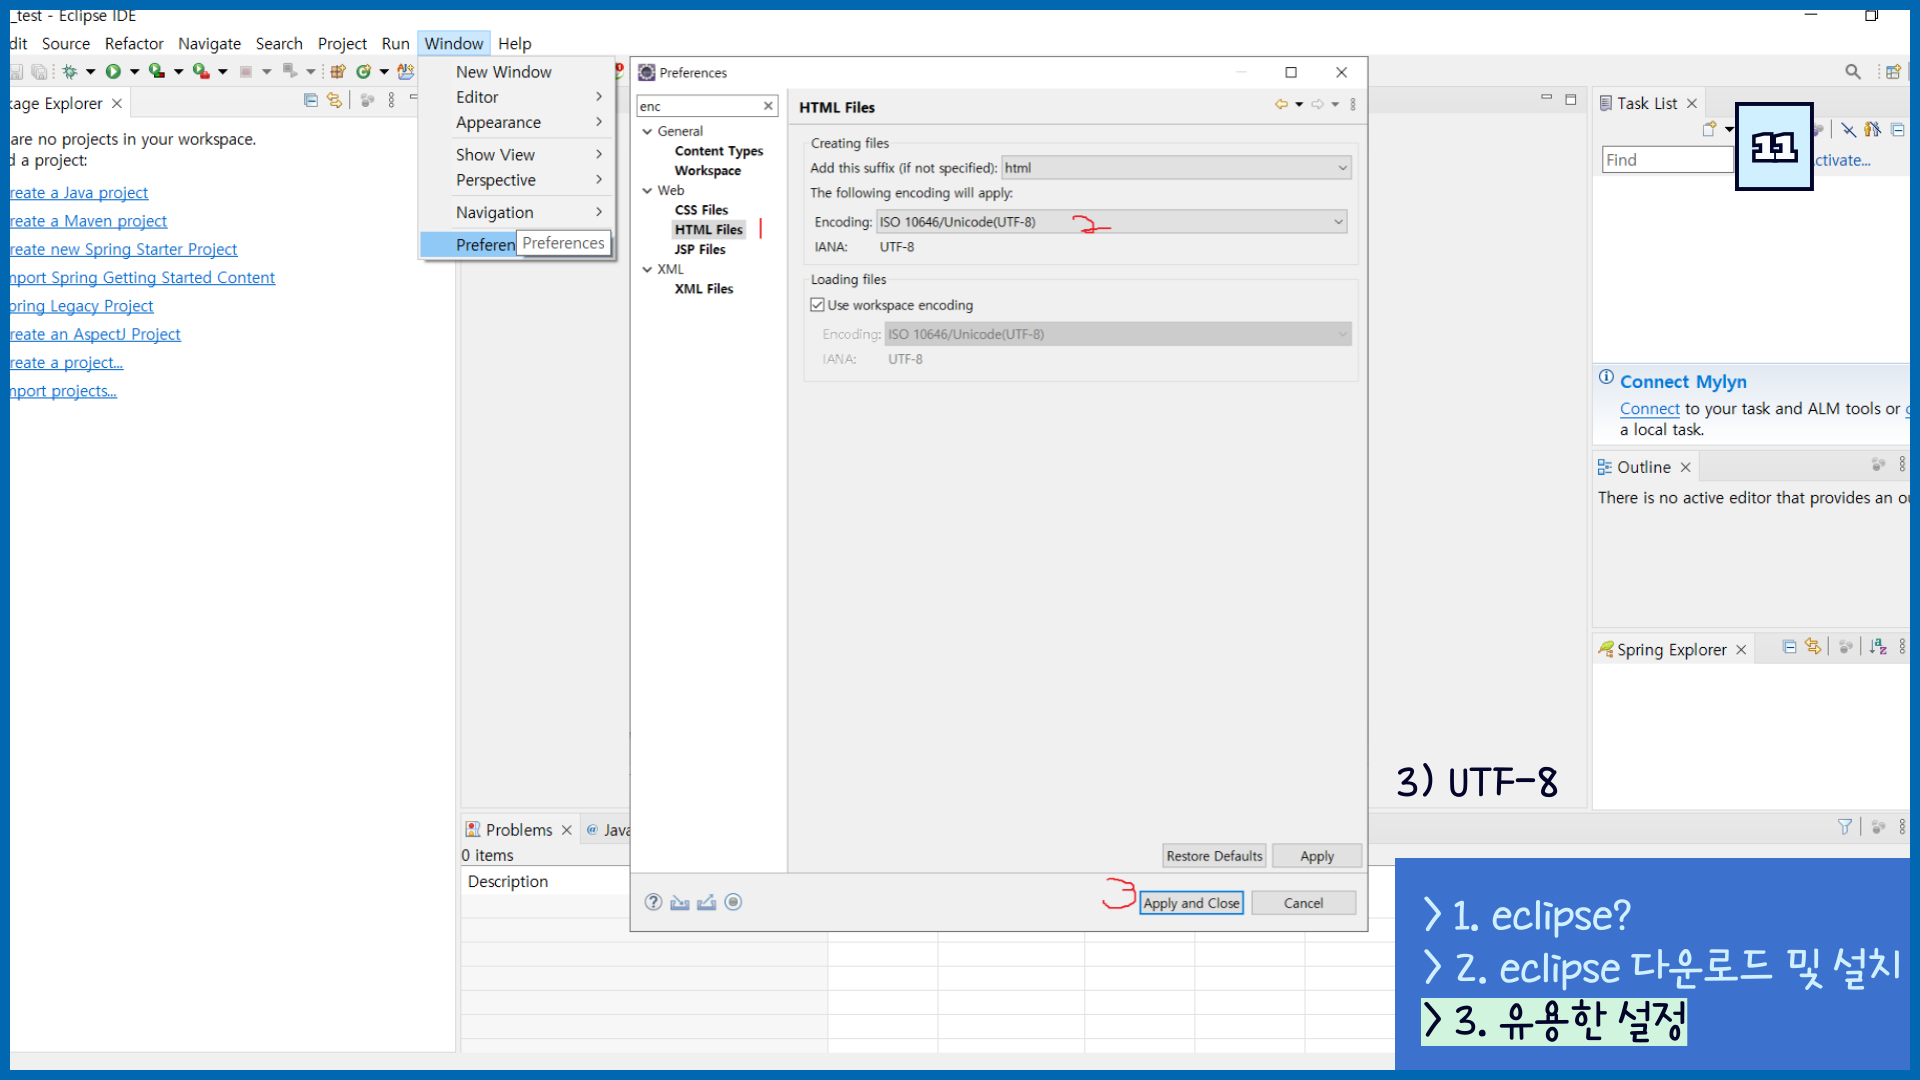 _test - Eclipse IDE
dit Source Refactor Navigate Search Project Run Window Help
kage Explorer
are no projects in your workspace.
d a project:
reate a Java project
reate a Maven project
reate new Spring Starter Project
mport Spring Getting Started Content
pring Legacy Project
reate an AspectJ Project
reate a project...
mport projects...
New Window
Editor
Appearance
Show View
Perspective
Navigation
Preferen
Preferences
Preferences
enc
General
Content Types
Workspace
Web
CSS Files
HTML Files
JSP Files
XML
XML Files
HTML Files
Creating files
Add this suffix (if not specified): html
The following encoding will apply:
Encoding: ISO 10646/Unicode(UTF-8)
2
IANA: UTF-8
Loading files
Use workspace encoding
Encoding: ISO 10646/Unicode(UTF-8)
IANA: UTF-8
Restore Defaults Apply
3
Apply and Close Cancel
Task List
11
Find
ctivate...
Connect Mylyn
Connect to your task and ALM tools or
a local task.
Outline
There is no active editor that provides an ou
Spring Explorer
3) UTF-8
Problems
@ Java
0 items
Description
> 1. eclipse?
> 2. eclipse 다운로드 및 설치
> 3. 유용한 설정